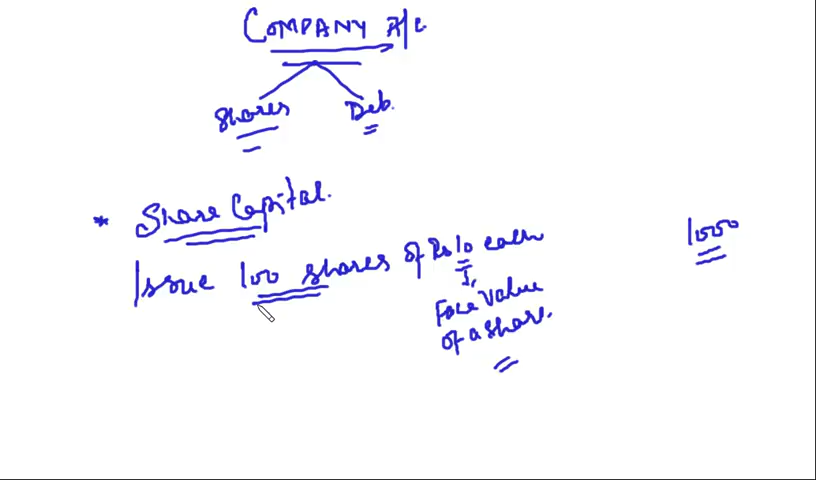 COMPANY A/c
Shares Deb.
* Share Capital.
Issue 100 shares of Rs 10 each 1000
Face Value
of a share.